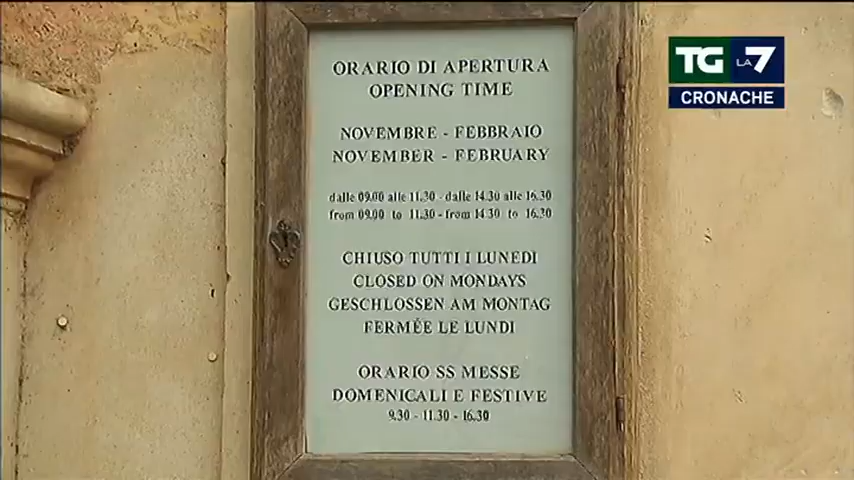 ORARIO DI APERTURA
OPENING TIME
NOVEMBRE - FEBBRAIO
NOVEMBER - FEBRUARY
dalle 09.00 alle 11.30 - dalle 14.30 alle 16.30
from 09.00 to 11.30 - from 14.30 to 16.30
CHIUSO TUTTI I LUNEDI
CLOSED ON MONDAYS
GESCHLOSSEN AM MONTAG
FERMÉE LE LUNDI
ORARIO SS MESSE
DOMENICALI E FESTIVE
9.30 - 11.30 - 16.30
TG LA 7
CRONACHE